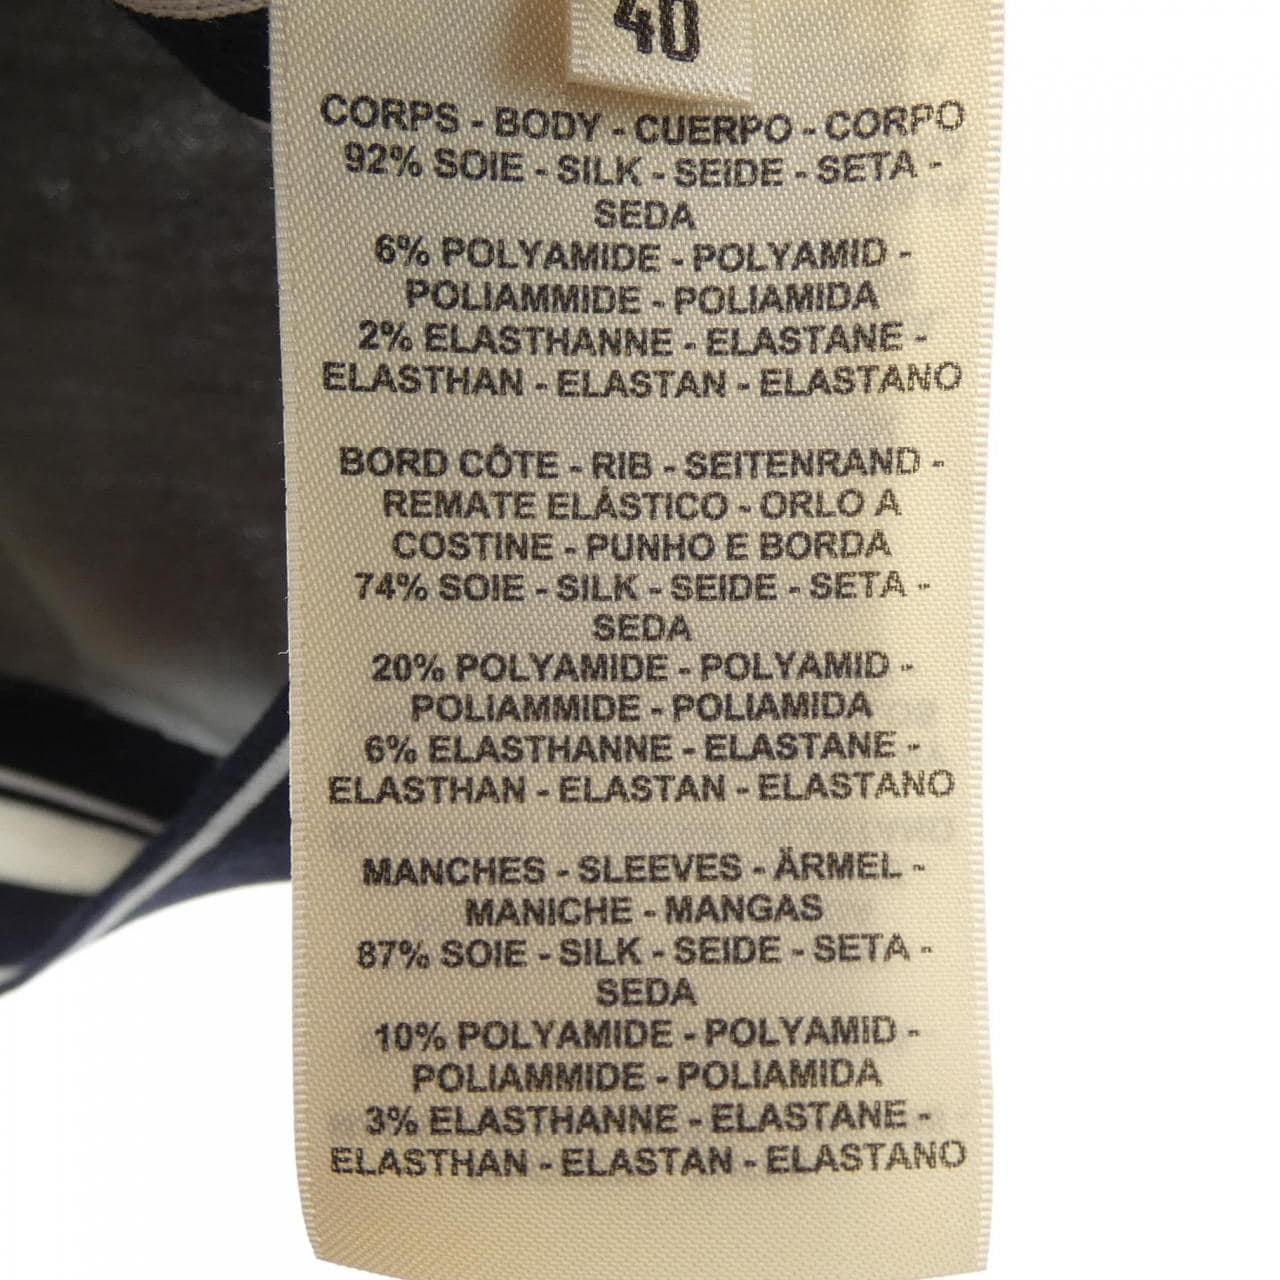 40
CORPS - BODY - CUERPO - CORPO
92% SOIE - SILK - SEIDE - SETA -
SEDA
6% POLYAMIDE - POLYAMID -
POLIAMMIDE - POLIAMIDA
2% ELASTHANNE - ELASTANE -
ELASTHAN - ELASTAN - ELASTANO
BORD CÔTE - RIB - SEITENRAND -
REMATE ELÁSTICO - ORLO A
COSTINE - PUNHO E BORDA
74% SOIE - SILK - SEIDE - SETA -
SEDA
20% POLYAMIDE - POLYAMID -
POLIAMMIDE - POLIAMIDA
6% ELASTHANNE - ELASTANE -
ELASTHAN - ELASTAN - ELASTANO
MANCHES - SLEEVES - ÄRMEL -
MANICHE - MANGAS
87% SOIE - SILK - SEIDE - SETA -
SEDA
10% POLYAMIDE - POLYAMID -
POLIAMMIDE - POLIAMIDA
3% ELASTHANNE - ELASTANE -
ELASTHAN - ELASTAN - ELASTANO